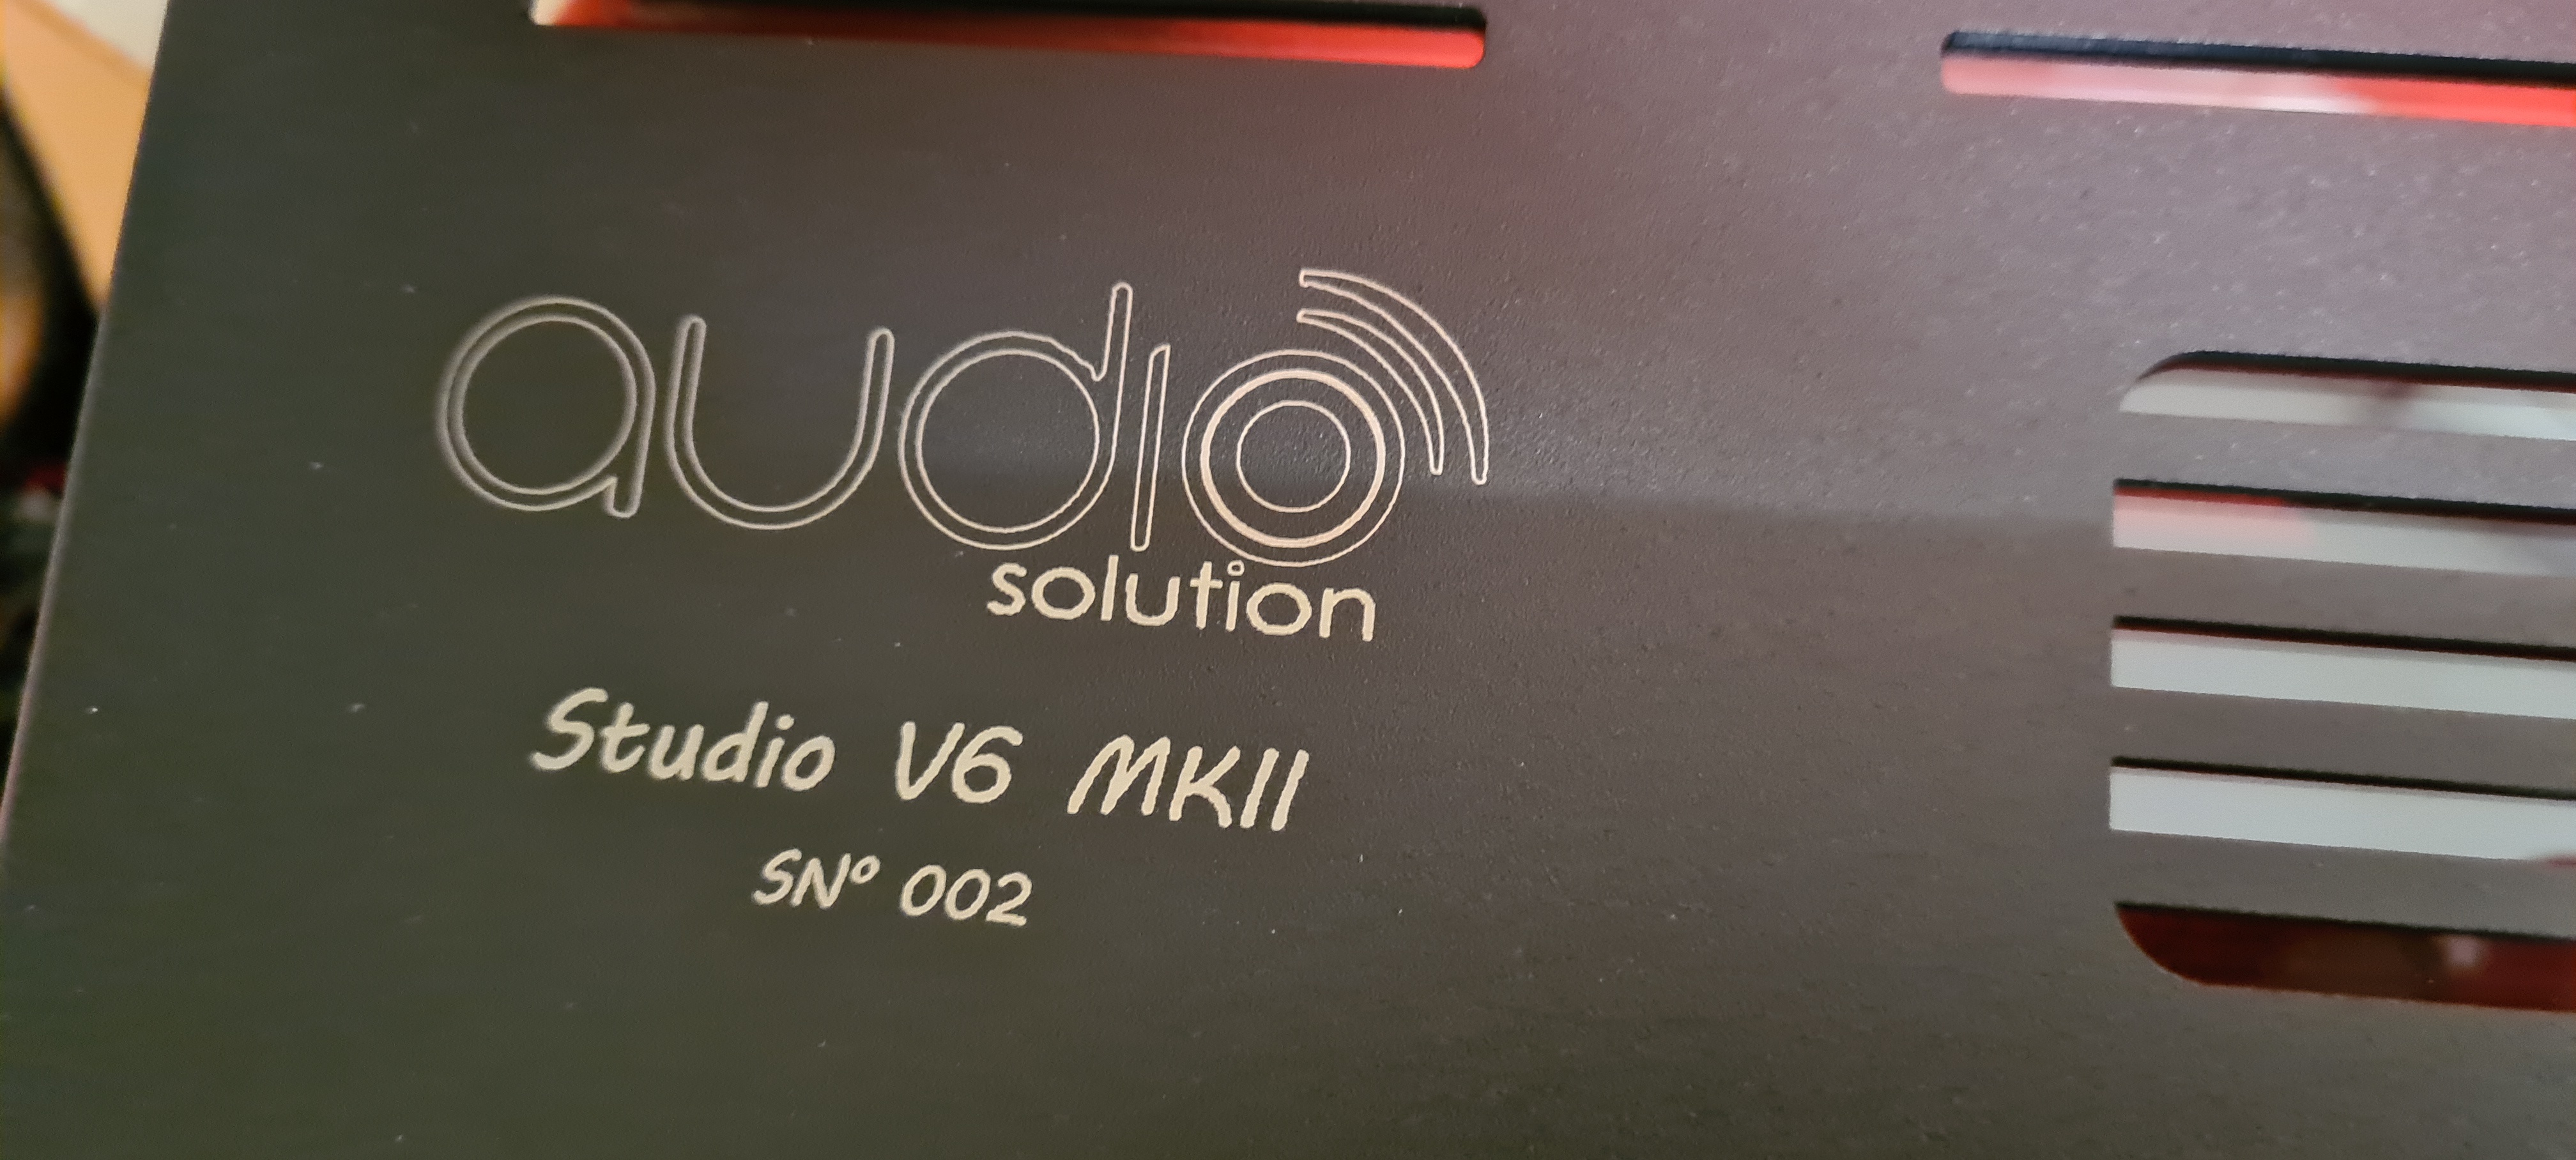 audio
solution
Studio V6 MKII
SNº 002